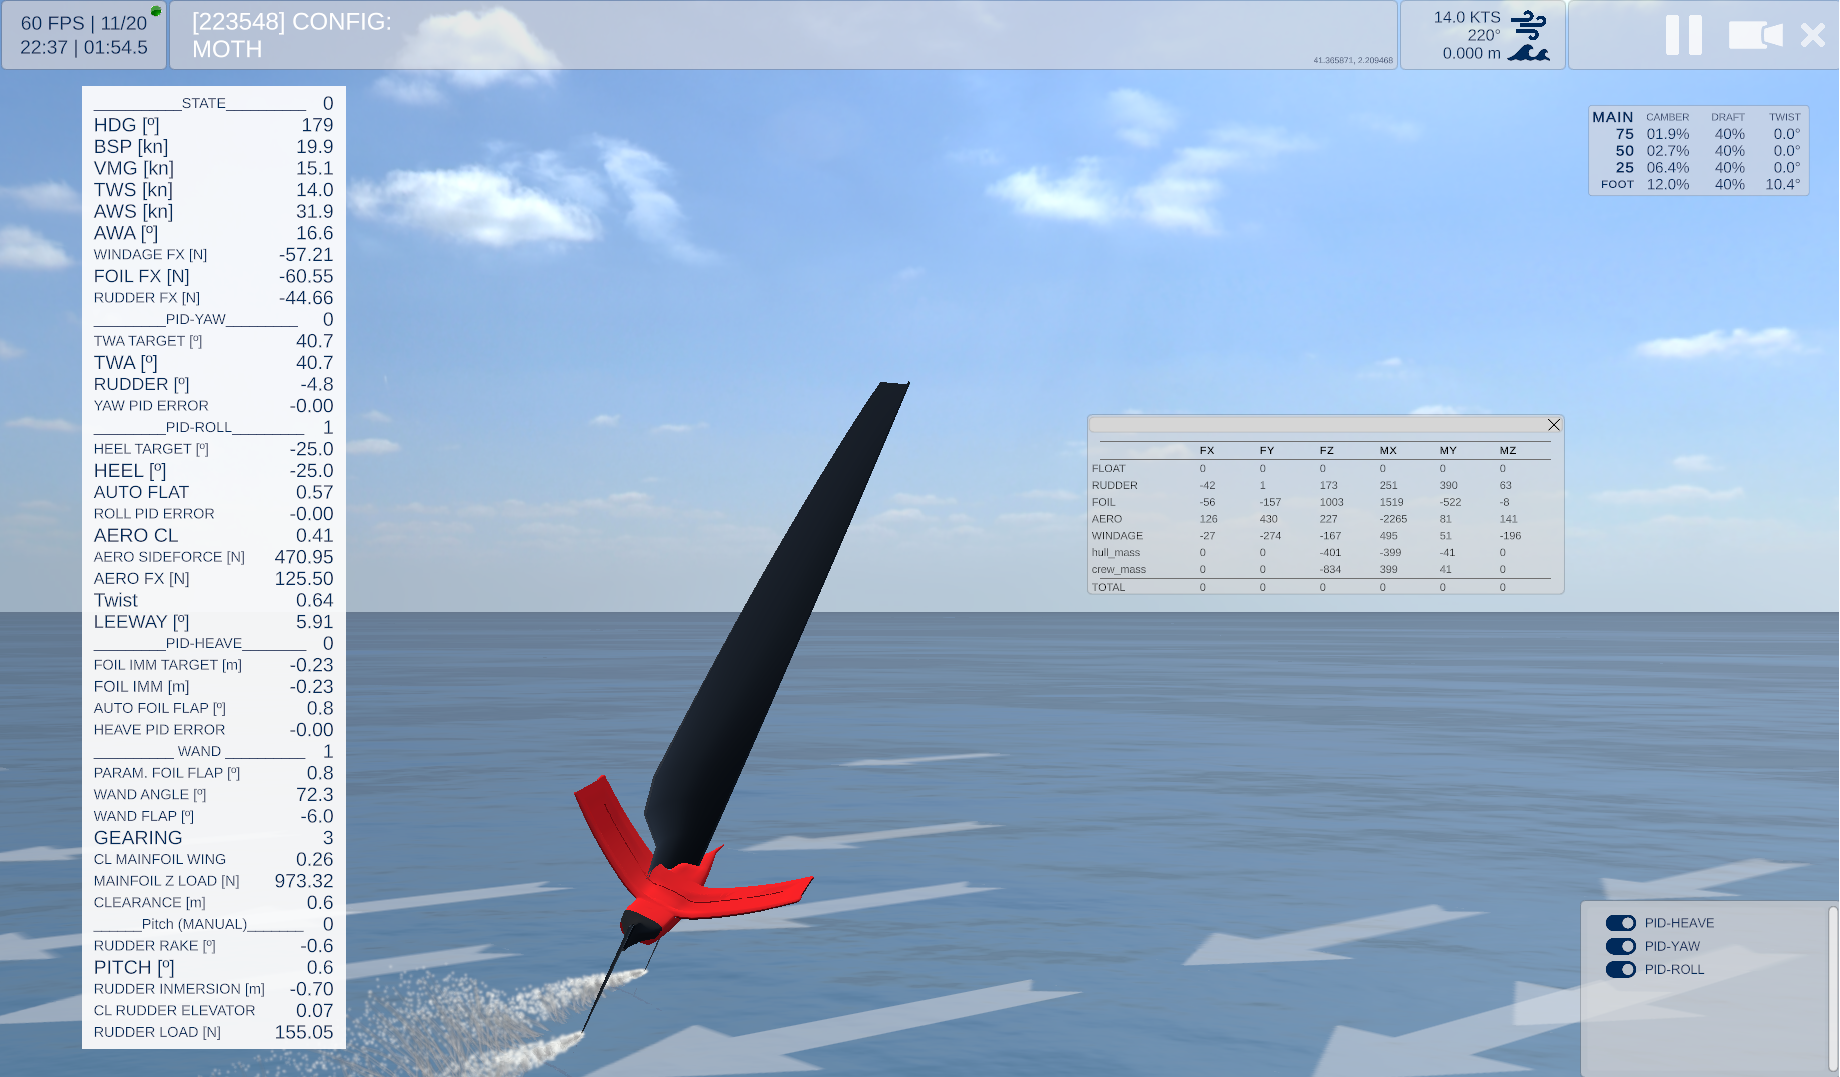 60 FPS | 11/20
22:37 | 01:54.5
[223548] CONFIG:
MOTH
41.365871, 2.209468
14.0 KTS
220°
0.000 m
STATE 0
HDG [º] 179
BSP [kn] 19.9
VMG [kn] 15.1
TWS [kn] 14.0
AWS [kn] 31.9
AWA [º] 16.6
WINDAGE FX [N] -57.21
FOIL FX [N] -60.55
RUDDER FX [N] -44.66
PID-YAW 0
TWA TARGET [º] 40.7
TWA [º] 40.7
RUDDER [º] -4.8
YAW PID ERROR -0.00
PID-ROLL 1
HEEL TARGET [º] -25.0
HEEL [º] -25.0
AUTO FLAT 0.57
ROLL PID ERROR -0.00
AERO CL 0.41
AERO SIDEFORCE [N] 470.95
AERO FX [N] 125.50
Twist 0.64
LEEWAY [º] 5.91
PID-HEAVE 0
FOIL IMM TARGET [m] -0.23
FOIL IMM [m] -0.23
AUTO FOIL FLAP [º] 0.8
HEAVE PID ERROR -0.00
WAND 1
PARAM. FOIL FLAP [º] 0.8
WAND ANGLE [º] 72.3
WAND FLAP [º] -6.0
GEARING 3
CL MAINFOIL WING 0.26
MAINFOIL Z LOAD [N] 973.32
CLEARANCE [m] 0.6
Pitch (MANUAL) 0
RUDDER RAKE [º] -0.6
PITCH [º] 0.6
RUDDER INMERSION [m] -0.70
CL RUDDER ELEVATOR 0.07
RUDDER LOAD [N] 155.05
MAIN CAMBER DRAFT TWIST
75 01.9% 40% 0.0°
50 02.7% 40% 0.0°
25 06.4% 40% 0.0°
FOOT 12.0% 40% 10.4°
FX FY FZ MX MY MZ
FLOAT 0 0 0 0 0 0
RUDDER -42 1 173 251 390 63
FOIL -56 -157 1003 1519 -522 -8
AERO 126 430 227 -2265 81 141
WINDAGE -27 -274 -167 495 51 -196
hull_mass 0 0 -401 -399 -41 0
crew_mass 0 0 -834 399 41 0
TOTAL 0 0 0 0 0 0
PID-HEAVE
PID-YAW
PID-ROLL